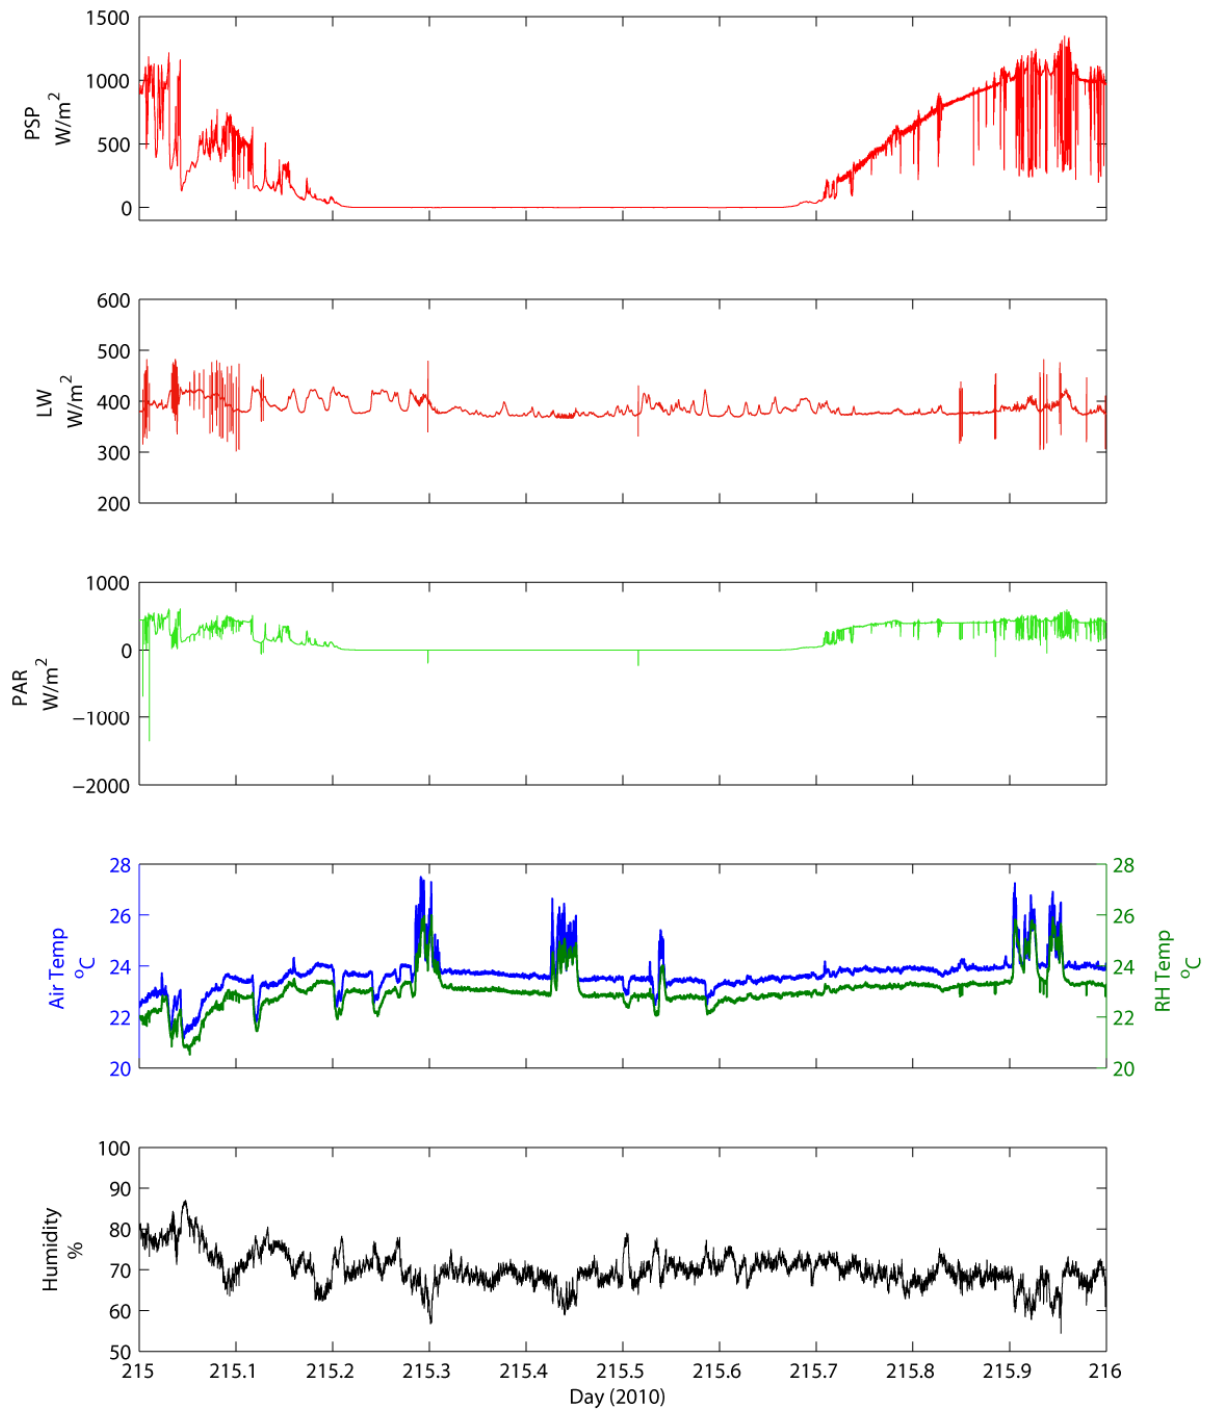 1500
1000
500
0
PSP
W/m2
600
500
400
300
200
LW
W/m2
1000
0
−1000
−2000
PAR
W/m2
28
26
24
22
20
Air Temp
oC
28
26
24
22
20
RH Temp
oC
100
90
80
70
60
50
Humidity
%
215 215.1 215.2 215.3 215.4 215.5 215.6 215.7 215.8 215.9 216
Day (2010)